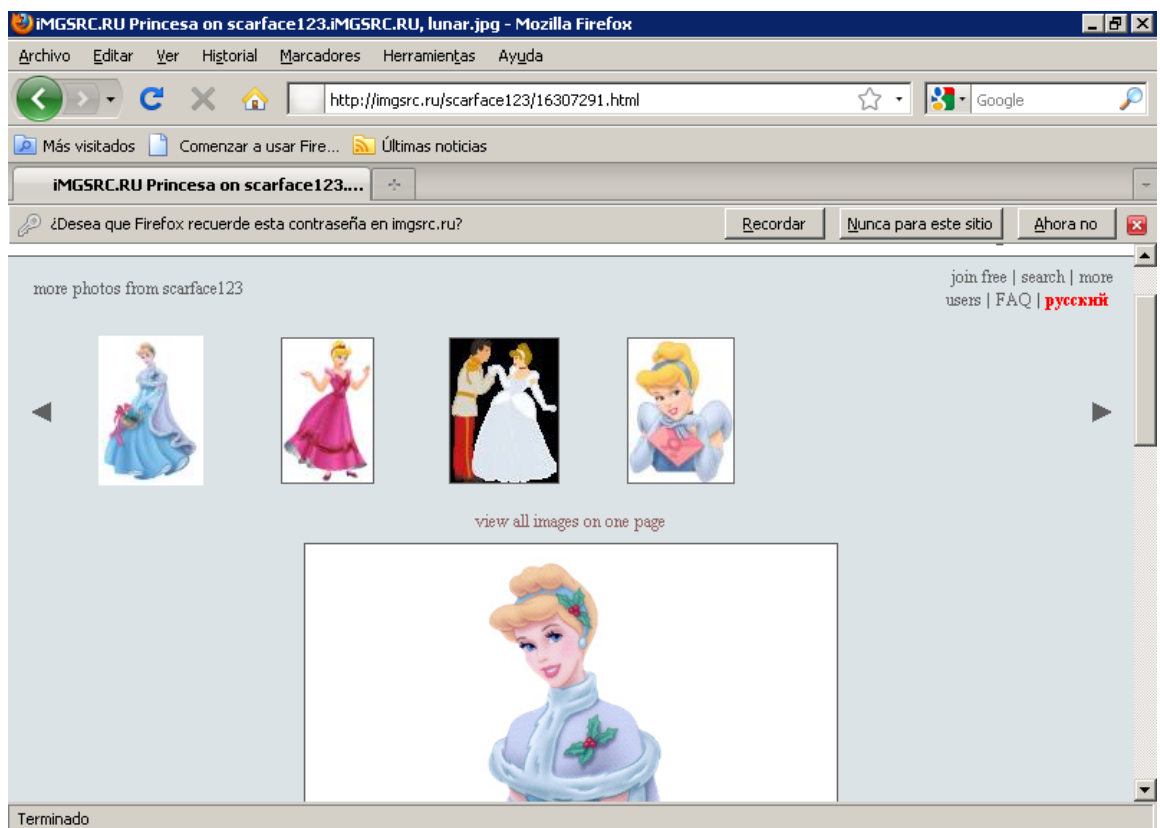 iMGSRC.RU Princesa on scarface123.iMGSRC.RU, lunar.jpg - Mozilla Firefox
Archivo Editar Ver Historial Marcadores Herramientas Ayuda
http://imgsrc.ru/scarface123/16307291.html Google
Más visitados Comenzar a usar Fire... Últimas noticias
iMGSRC.RU Princesa on scarface123....
¿Desea que Firefox recuerde esta contraseña en imgsrc.ru? Recordar Nunca para este sitio Ahora no
more photos from scarface123
join free | search | more
users | FAQ | русский
view all images on one page
Terminado